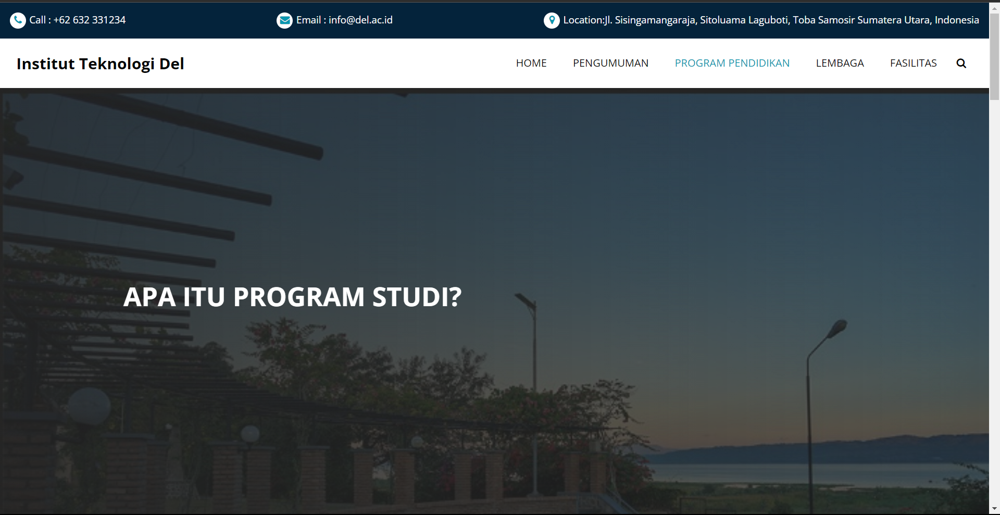 Call : +62 632 331234
Email : info@del.ac.id
Location:Jl. Sisingamangaraja, Sitoluama Laguboti, Toba Samosir Sumatera Utara, Indonesia
Institut Teknologi Del
HOME
PENGUMUMAN
PROGRAM PENDIDIKAN
LEMBAGA
FASILITAS
APA ITU PROGRAM STUDI?